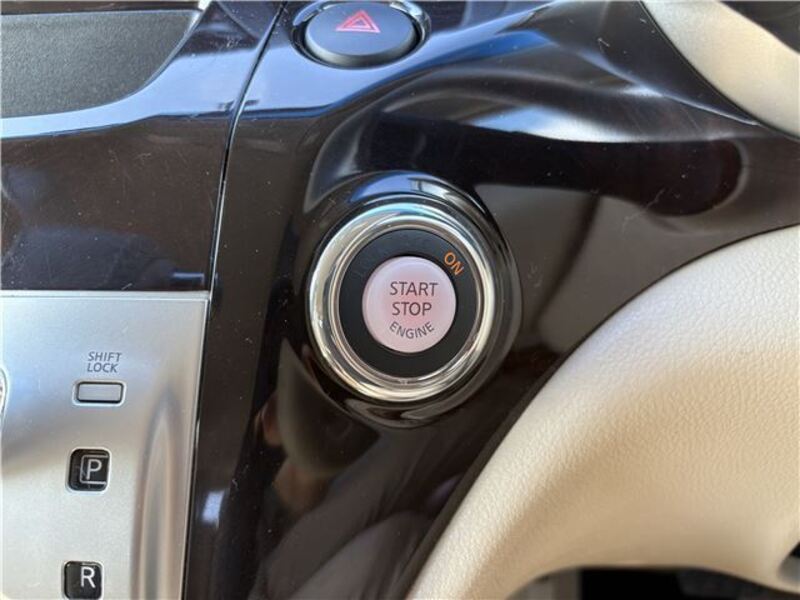 ON
START
STOP
ENGINE
SHIFT
LOCK
P
R